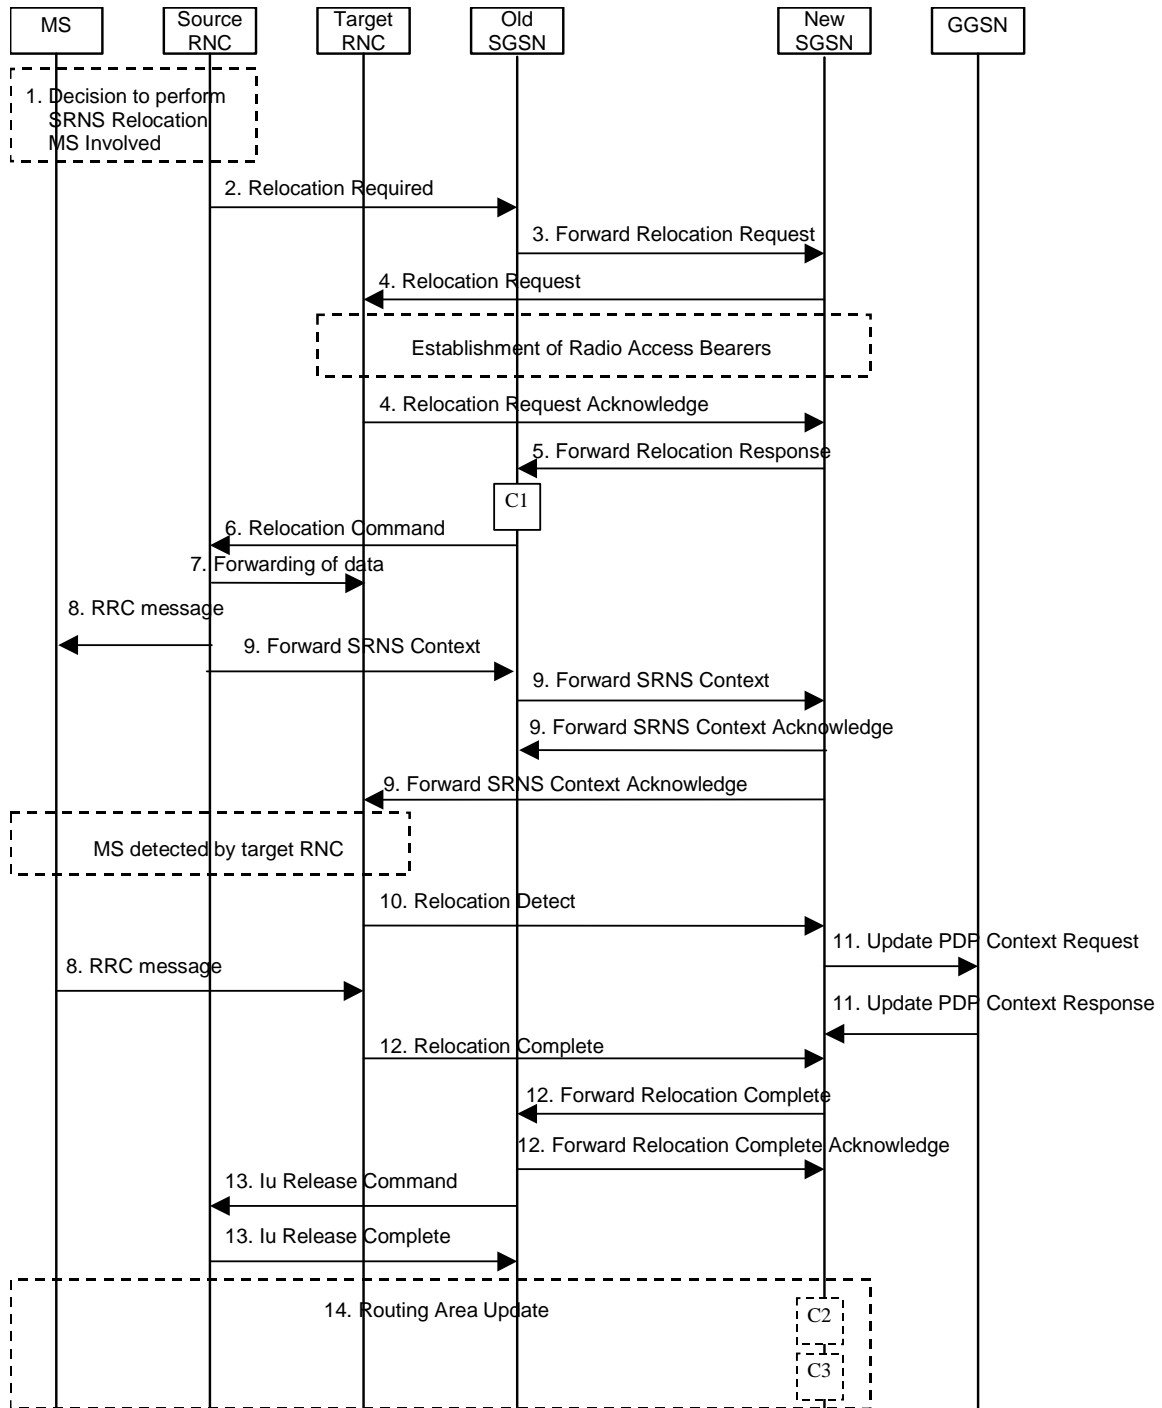 MS
Source
RNC
Target
RNC
Old
SGSN
New
SGSN
GGSN
1. Decision to perform
SRNS Relocation
MS Involved
2. Relocation Required
3. Forward Relocation Request
4. Relocation Request
Establishment of Radio Access Bearers
4. Relocation Request Acknowledge
5. Forward Relocation Response
C1
6. Relocation Command
7. Forwarding of data
8. RRC message
9. Forward SRNS Context
9. Forward SRNS Context
9. Forward SRNS Context Acknowledge
9. Forward SRNS Context Acknowledge
MS detected by target RNC
10. Relocation Detect
11. Update PDP Context Request
8. RRC message
11. Update PDP Context Response
12. Relocation Complete
12. Forward Relocation Complete
12. Forward Relocation Complete Acknowledge
13. Iu Release Command
13. Iu Release Complete
14. Routing Area Update
C2
C3